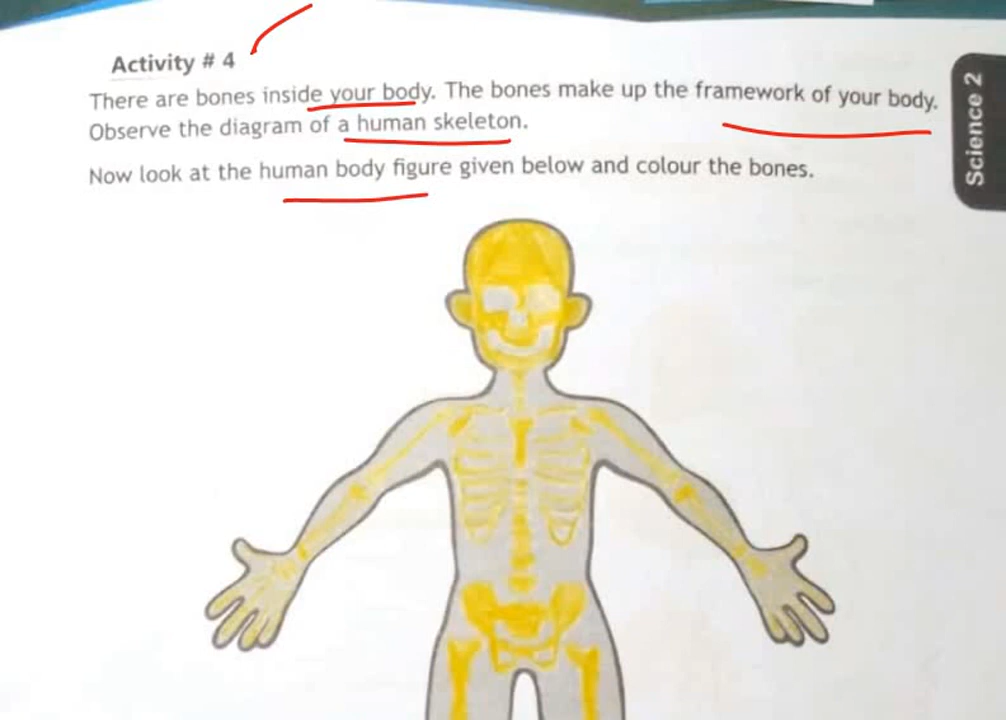 Activity # 4
There are bones inside your body. The bones make up the framework of your body.
Observe the diagram of a human skeleton.
Now look at the human body figure given below and colour the bones.
Science 2